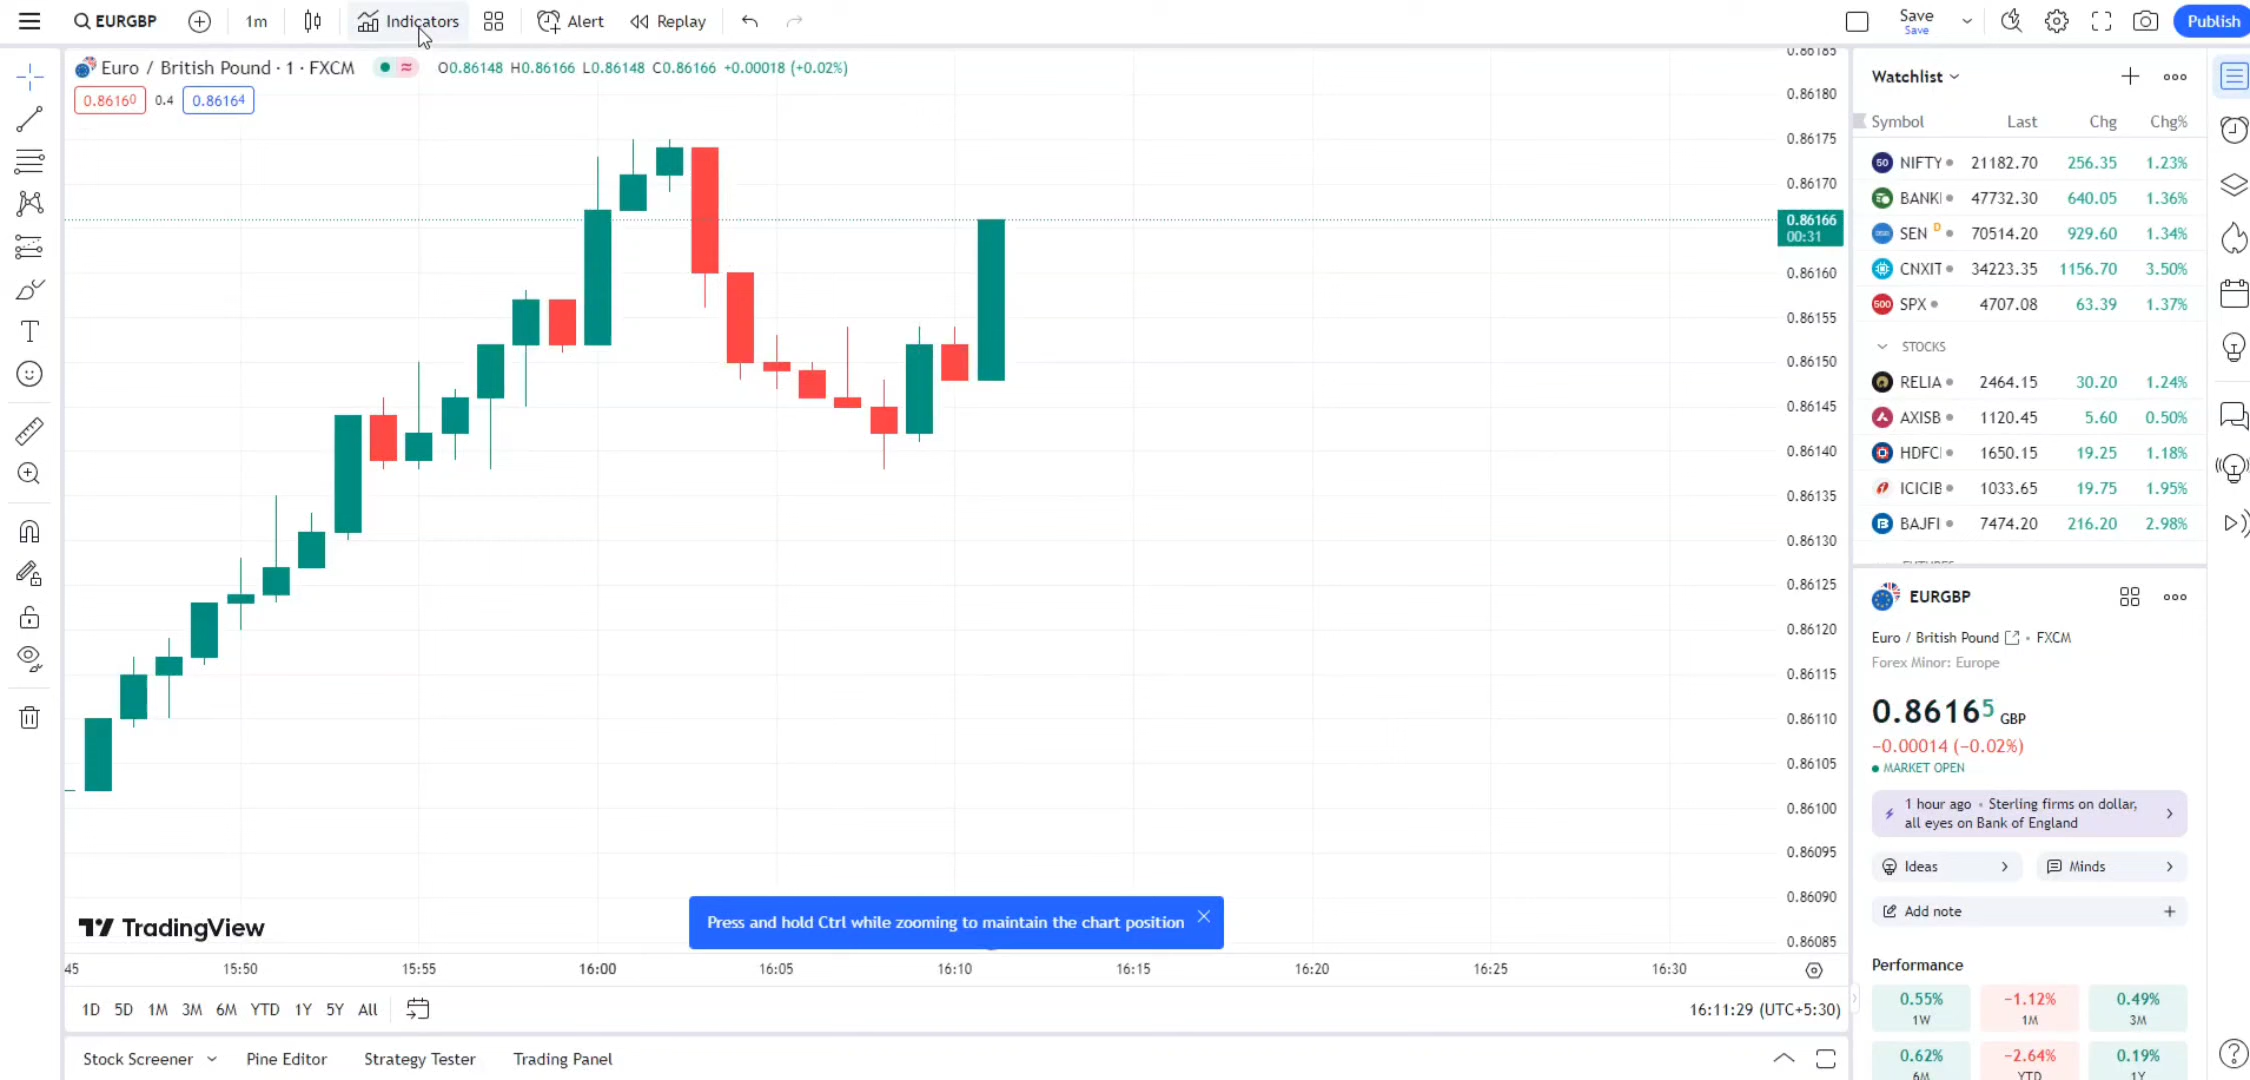 EURGBP 1m Indicators Alert Replay Save Publish
Save
Euro / British Pound · 1 · FXCM O0.86148 H0.86166 L0.86148 C0.86166 +0.00018 (+0.02%)
0.86160 0.4 0.86164
0.86185
0.86180
0.86175
0.86170
0.86166
00:31
0.86160
0.86155
0.86150
0.86145
0.86140
0.86135
0.86130
0.86125
0.86120
0.86115
0.86110
0.86105
0.86100
0.86095
0.86090
0.86085
TradingView
Press and hold Ctrl while zooming to maintain the chart position
45 15:50 15:55 16:00 16:05 16:10 16:15 16:20 16:25 16:30
1D 5D 1M 3M 6M YTD 1Y 5Y All 16:11:29 (UTC+5:30)
Stock Screener Pine Editor Strategy Tester Trading Panel
Watchlist
Symbol Last Chg Chg%
50 NIFTY 21182.70 256.35 1.23%
BANKI 47732.30 640.05 1.36%
SEN D 70514.20 929.60 1.34%
CNXIT 34223.35 1156.70 3.50%
500 SPX 4707.08 63.39 1.37%
STOCKS
RELIA 2464.15 30.20 1.24%
AXISB 1120.45 5.60 0.50%
HDFCI 1650.15 19.25 1.18%
ICICIB 1033.65 19.75 1.95%
BAJFI 7474.20 216.20 2.98%
EURGBP
Euro / British Pound • FXCM
Forex Minor: Europe
0.86165 GBP
−0.00014 (−0.02%)
MARKET OPEN
1 hour ago • Sterling firms on dollar,
all eyes on Bank of England
Ideas Minds
Add note
Performance
0.55% −1.12% 0.49%
1W 1M 3M
0.62% −2.64% 0.19%
6M YTD 1Y